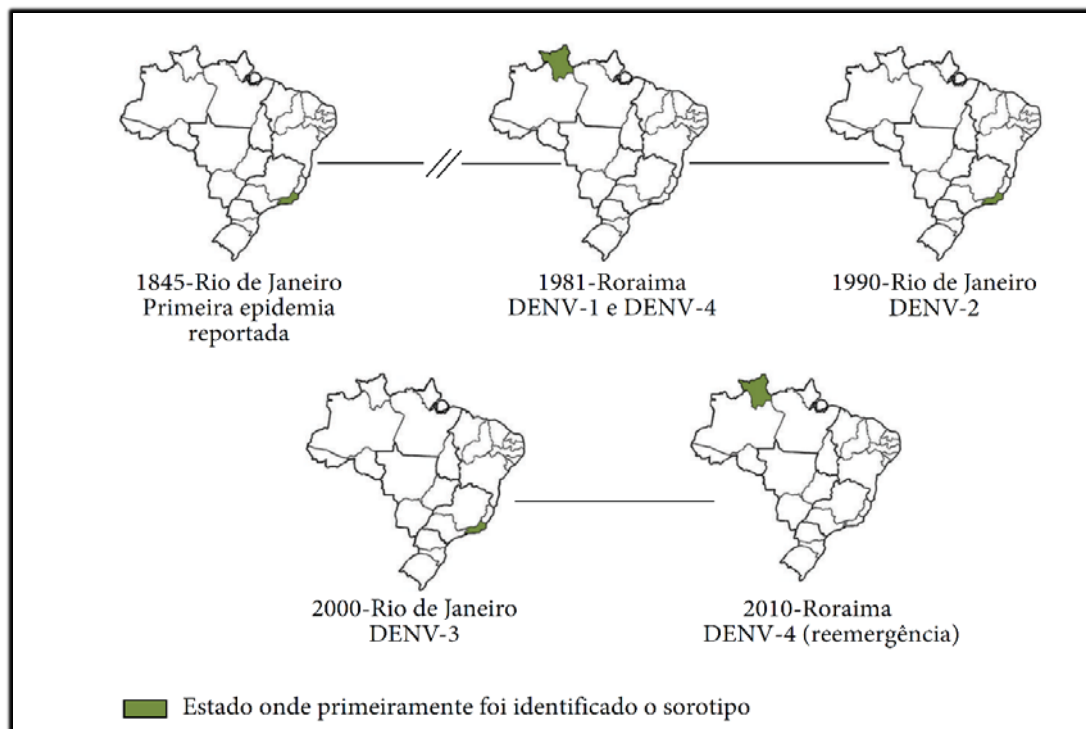 1845-Rio de Janeiro
Primeira epidemia
reportada
1981-Roraima
DENV-1 e DENV-4
1990-Rio de Janeiro
DENV-2
2000-Rio de Janeiro
DENV-3
2010-Roraima
DENV-4 (reemergência)
Estado onde primeiramente foi identificado o sorotipo